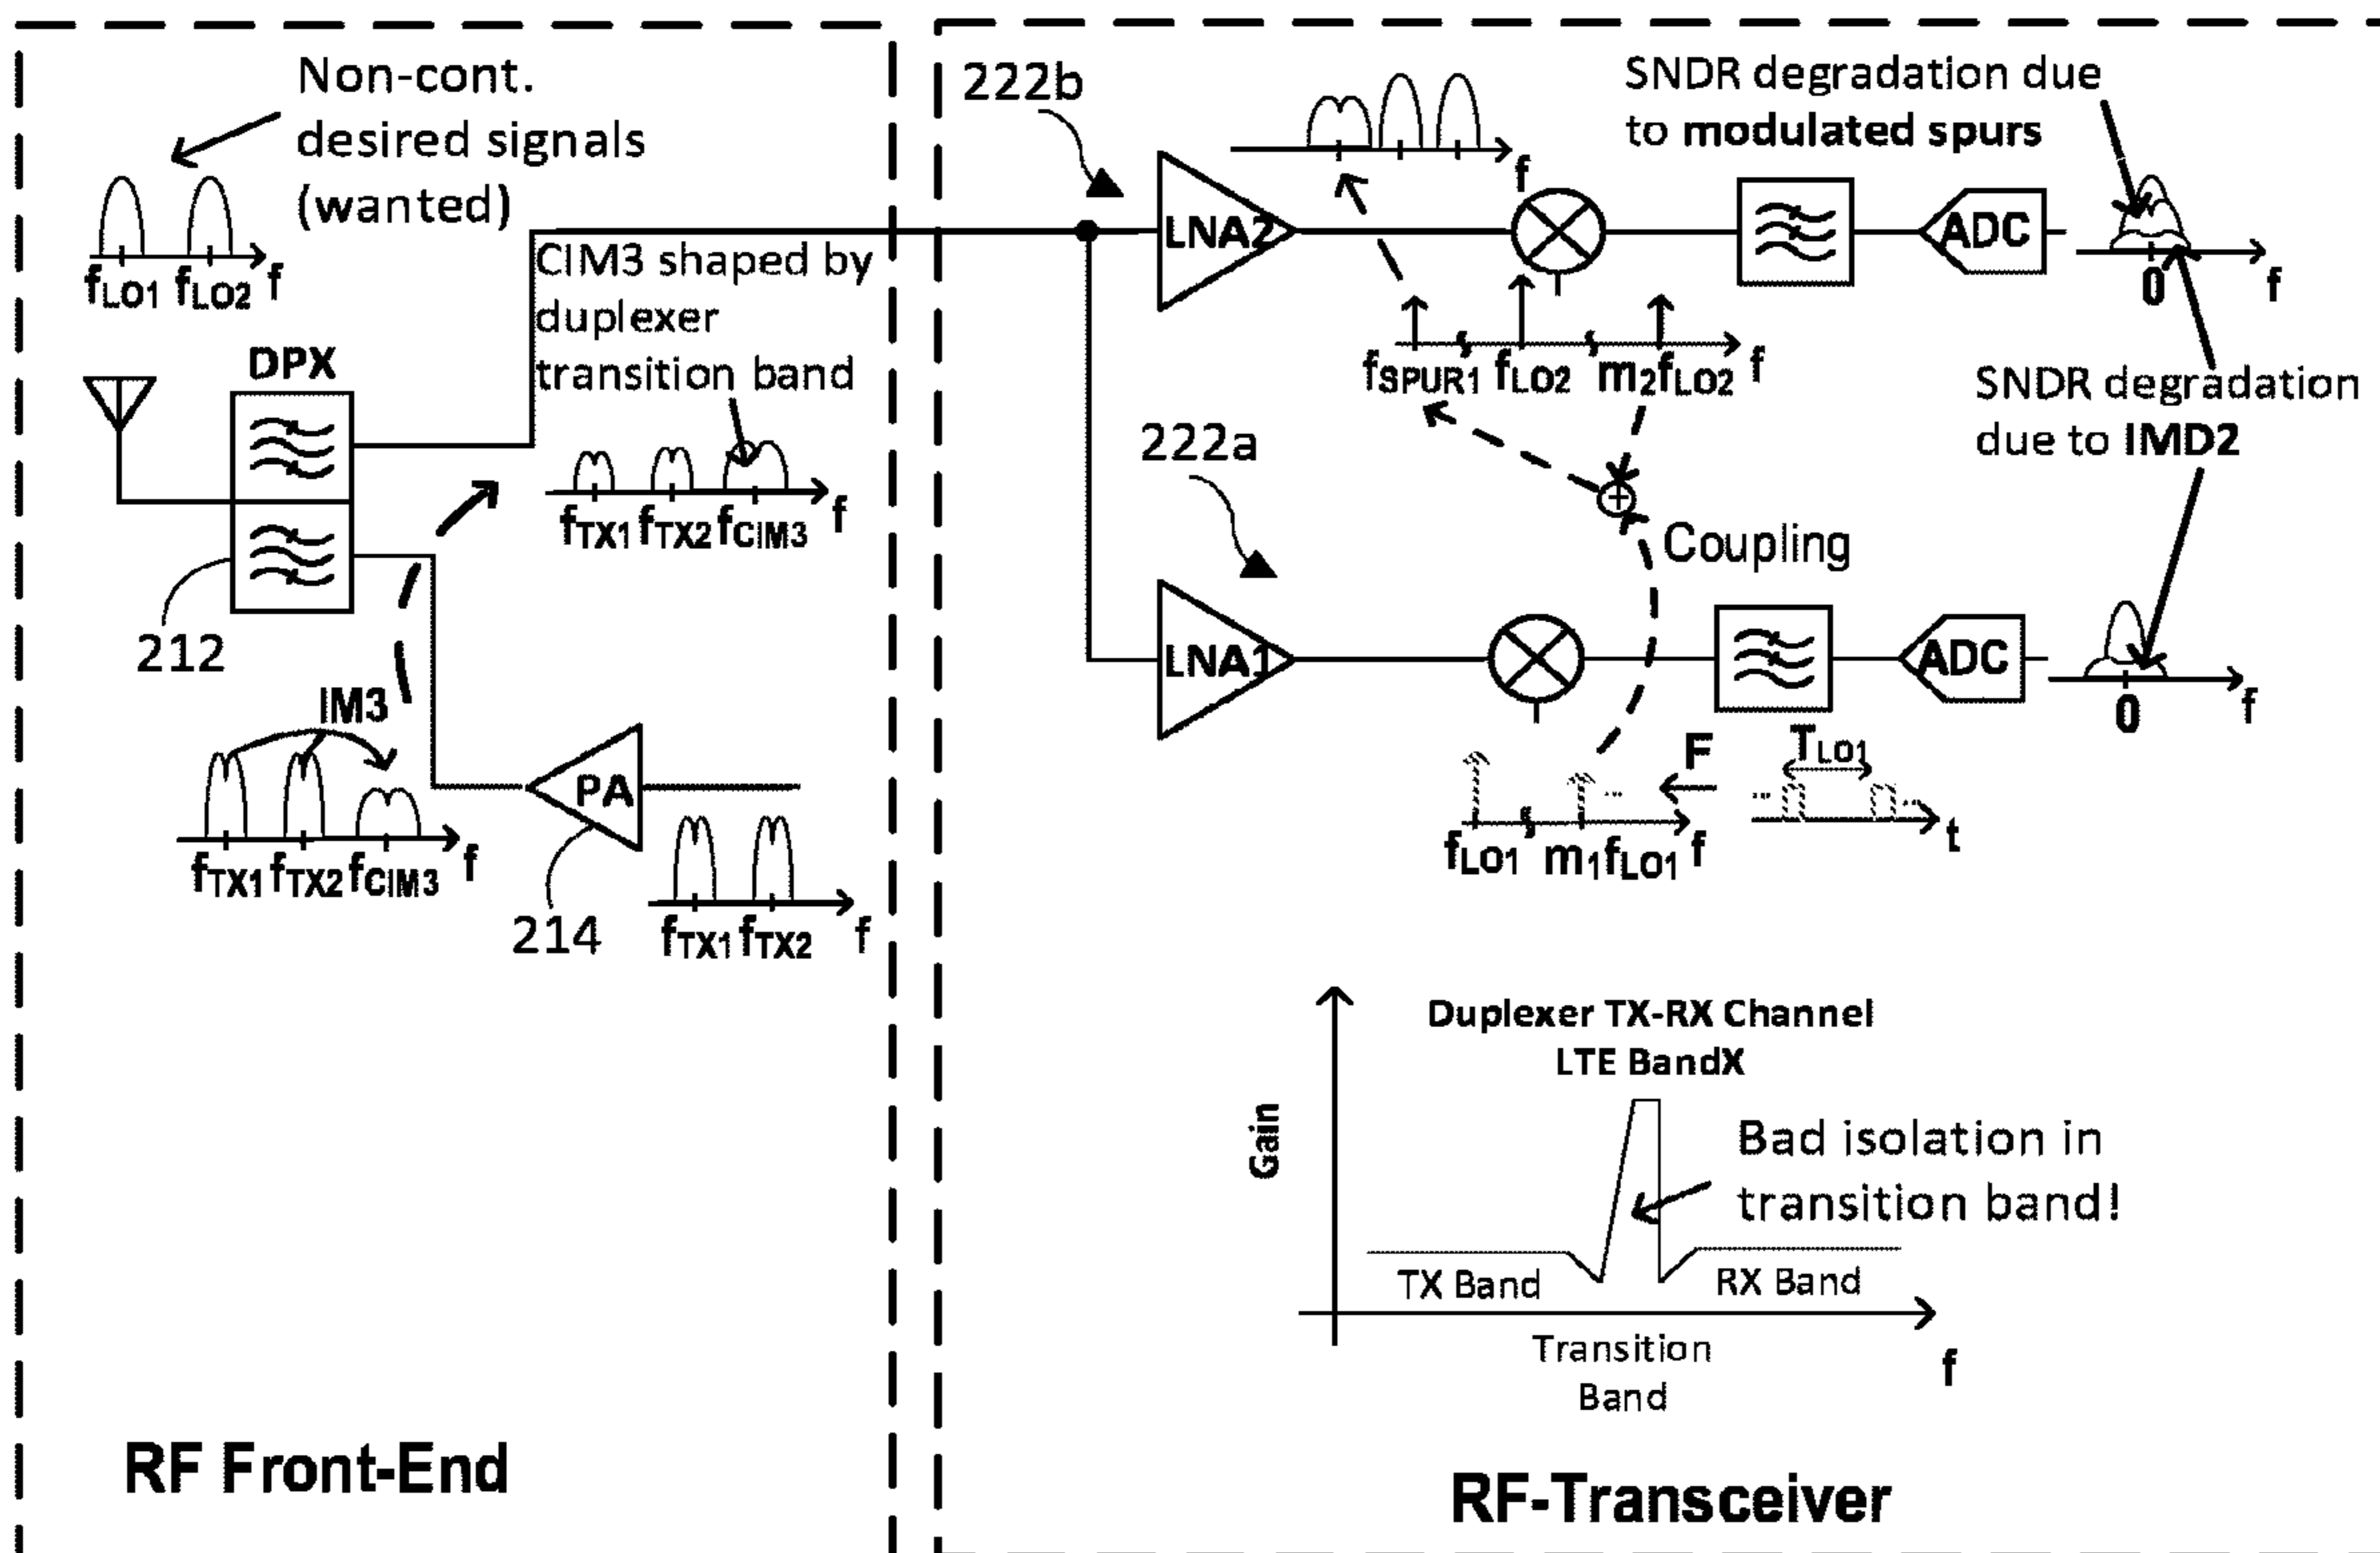 Non-cont.
desired signals
(wanted)
fLO1 fLO2 f
CIM3 shaped by
duplexer
transition band
DPX
fTX1 fTX2 fCIM3 f
212
IM3
fTX1 fTX2 fCIM3 f
PA
214
fTX1 fTX2 f
RF Front-End
222b
f
SNDR degradation due
to modulated spurs
LNA2
ADC
0 f
fSPUR1 fLO2 m2fLO2 f
SNDR degradation
due to IMD2
222a
Coupling
LNA1
ADC
0 f
F
TLO1
... ... ...
fLO1 m1fLO1 f
t
Duplexer TX-RX Channel
LTE BandX
Gain
Bad isolation in
transition band!
TX Band
RX Band
Transition
Band
f
RF-Transceiver